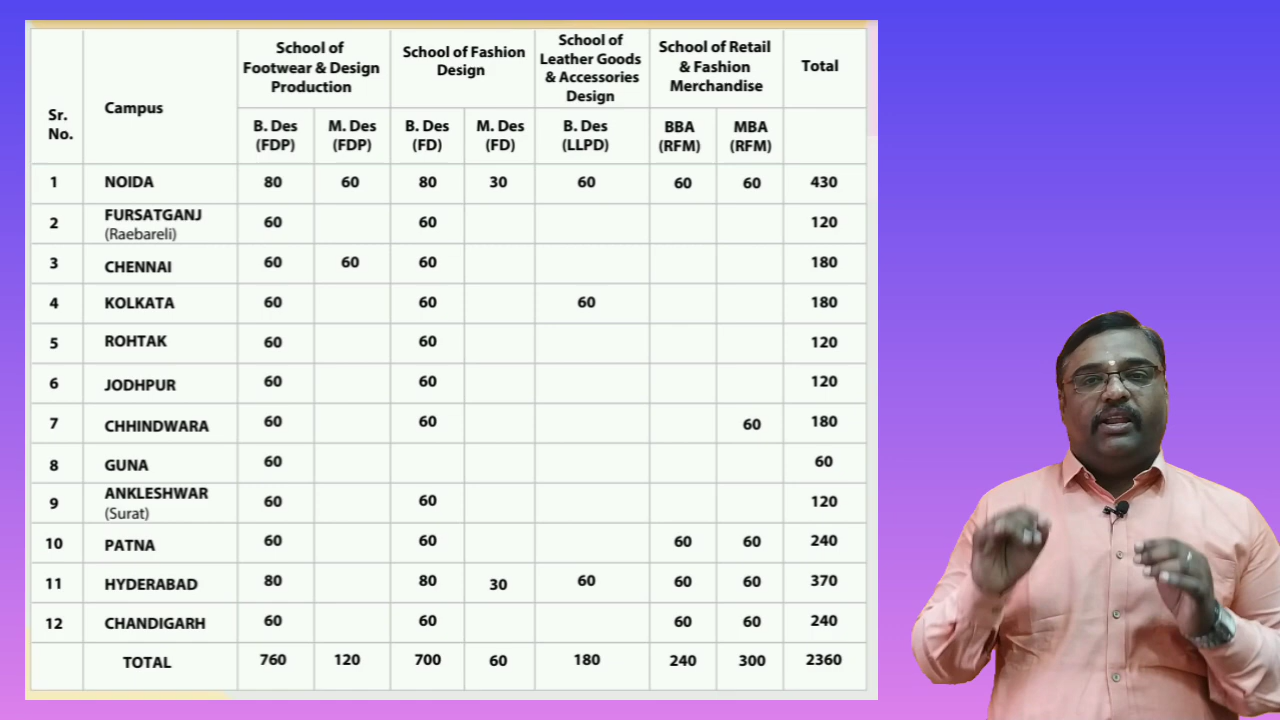 Sr. No.
Campus
School of Footwear & Design Production
School of Fashion Design
School of Leather Goods & Accessories Design
School of Retail & Fashion Merchandise
Total
B. Des (FDP)
M. Des (FDP)
B. Des (FD)
M. Des (FD)
B. Des (LLPD)
BBA (RFM)
MBA (RFM)
1 NOIDA 80 60 80 30 60 60 60 430
2 FURSATGANJ (Raebareli) 60 60 120
3 CHENNAI 60 60 60 180
4 KOLKATA 60 60 60 180
5 ROHTAK 60 60 120
6 JODHPUR 60 60 120
7 CHHINDWARA 60 60 60 180
8 GUNA 60 60
9 ANKLESHWAR (Surat) 60 60 120
10 PATNA 60 60 60 60 240
11 HYDERABAD 80 80 30 60 60 60 370
12 CHANDIGARH 60 60 60 60 240
TOTAL 760 120 700 60 180 240 300 2360